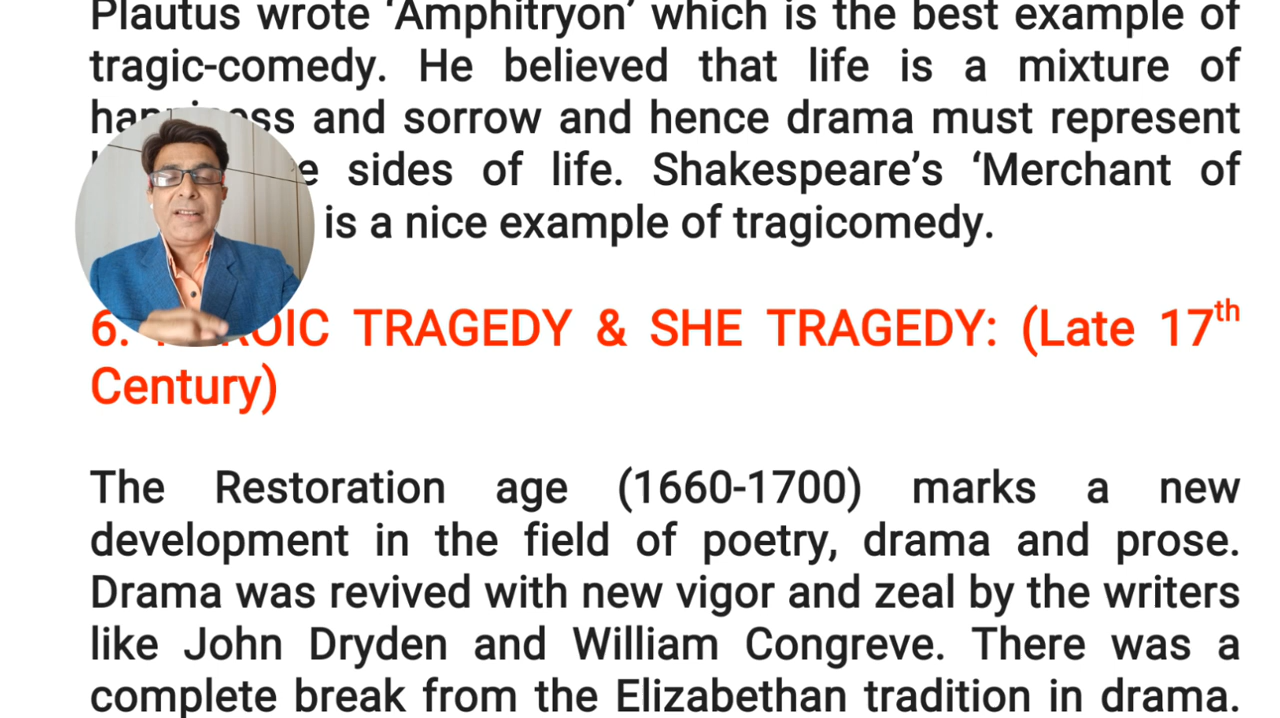 Plautus wrote ‘Amphitryon’ which is the best example of
tragic-comedy. He believed that life is a mixture of
and sorrow and hence drama must represent
sides of life. Shakespeare’s ‘Merchant of
is a nice example of tragicomedy.
6. TRAGEDY & SHE TRAGEDY: (Late 17th
Century)
The Restoration age (1660-1700) marks a new
development in the field of poetry, drama and prose.
Drama was revived with new vigor and zeal by the writers
like John Dryden and William Congreve. There was a
complete break from the Elizabethan tradition in drama.